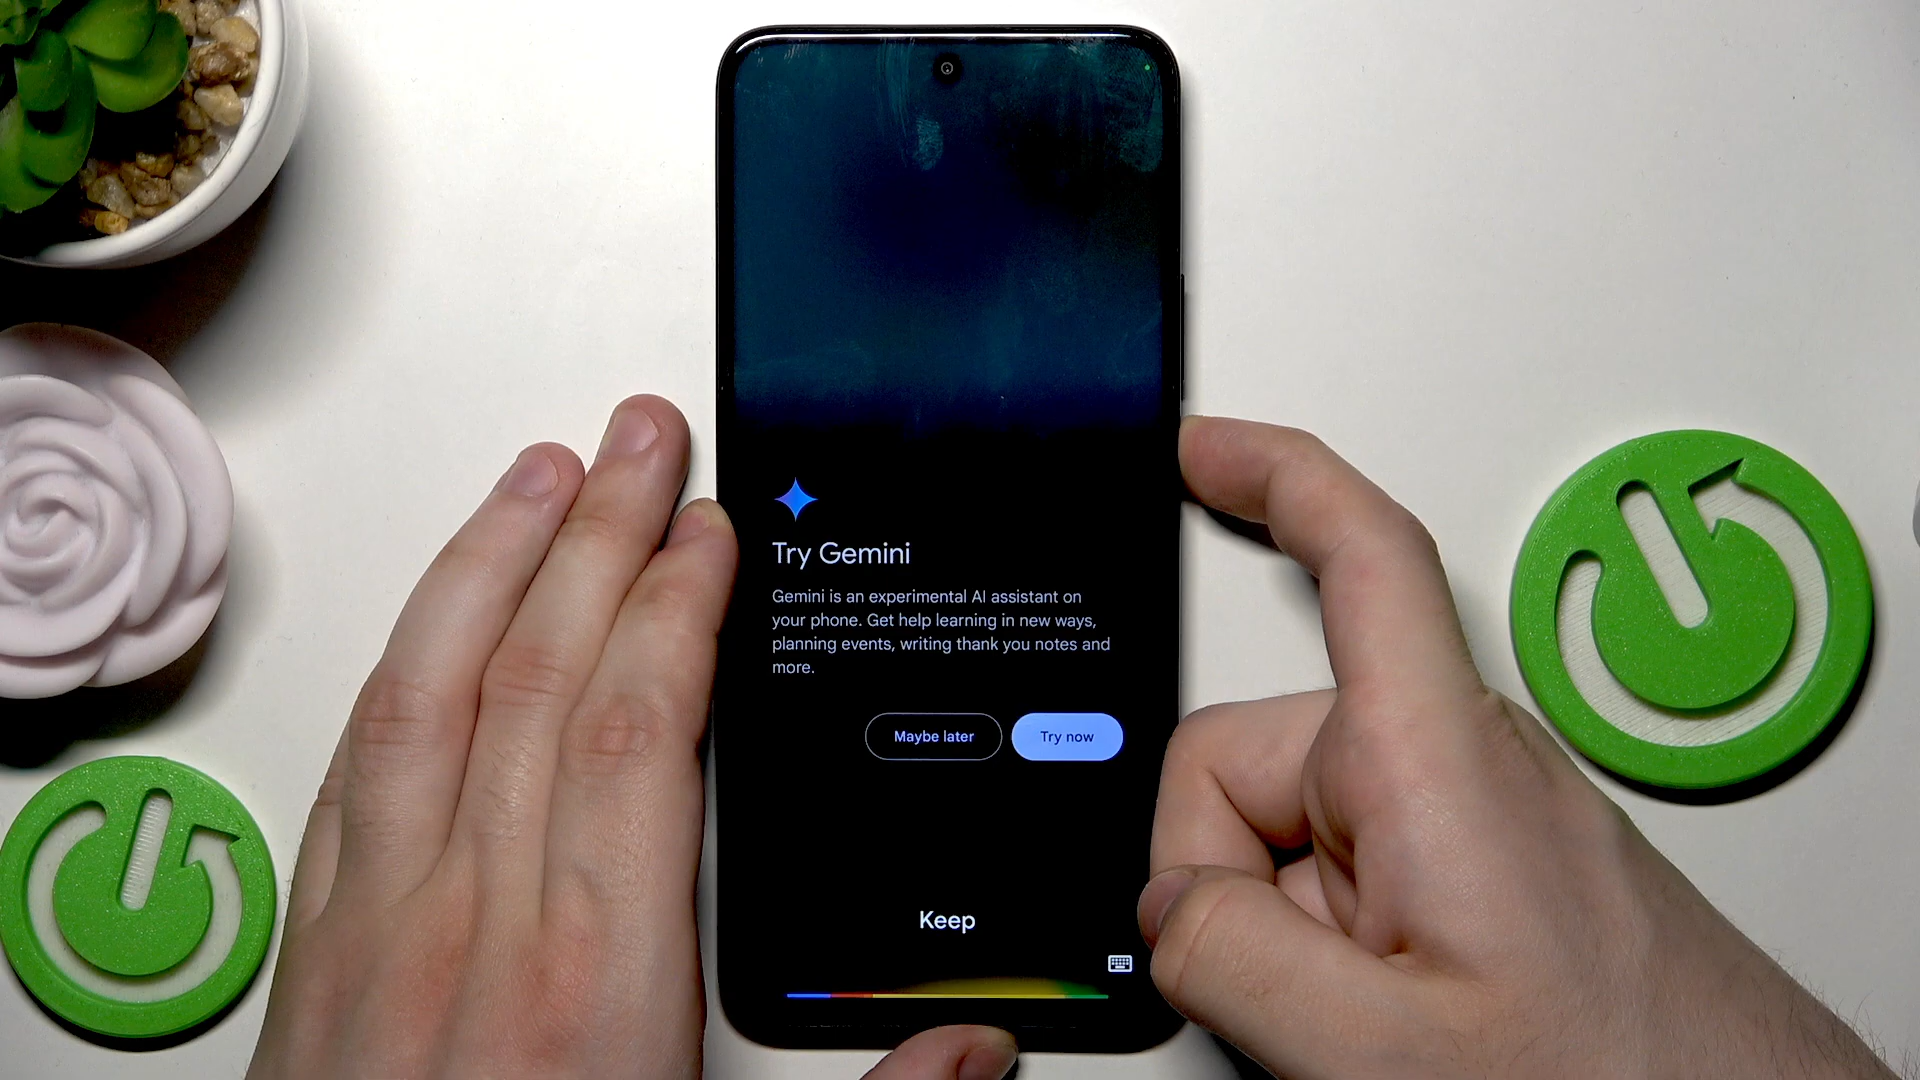 Try Gemini
Gemini is an experimental AI assistant on
your phone. Get help learning in new ways,
planning events, writing thank you notes and
more.
Maybe later
Try now
Keep